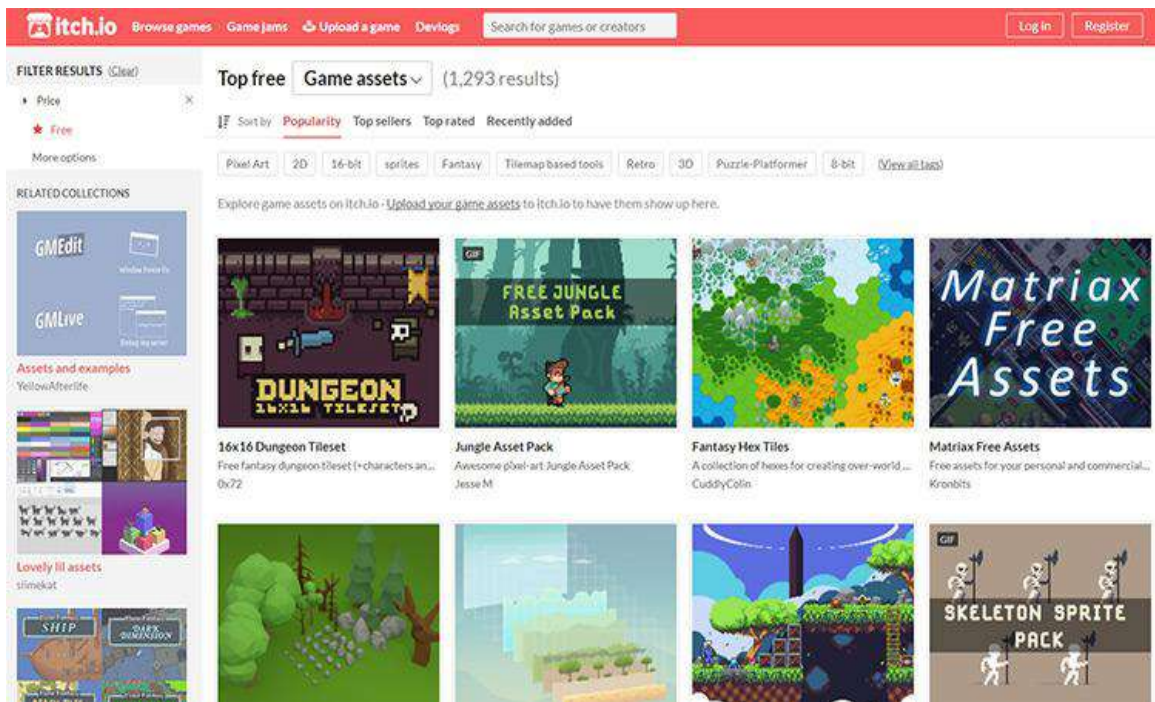 itch.io Browse games Game jams Upload a game Devlogs Search for games or creators Log in Register
FILTER RESULTS (Clear)
Price
Free
More options
RELATED COLLECTIONS
GMEdit
GMLive
Assets and examples
YellowAfterlife
Lovely lil assets
slimekat
SHIP
DARK DIMENSION
Top free Game assets (1,293 results)
Sort by Popularity Top sellers Top rated Recently added
Pixel Art 2D 16-bit sprites Fantasy Tilemap based tools Retro 3D Puzzle-Platformer 8-bit (View all tags)
Explore game assets on itch.io · Upload your game assets to itch.io to have them show up here.
DUNGEON
16x16 TILESET
16x16 Dungeon Tileset
Free fantasy dungeon tileset (+characters an...
0x72
GIF
FREE JUNGLE
Asset Pack
Jungle Asset Pack
Awesome pixel-art Jungle Asset Pack
Jesse M
Fantasy Hex Tiles
A collection of hexes for creating over-world ...
CuddlyColin
Matriax
Free
Assets
Matriax Free Assets
Free assets for your personal and commercial...
Kronbits
GIF
SKELETON SPRITE
PACK